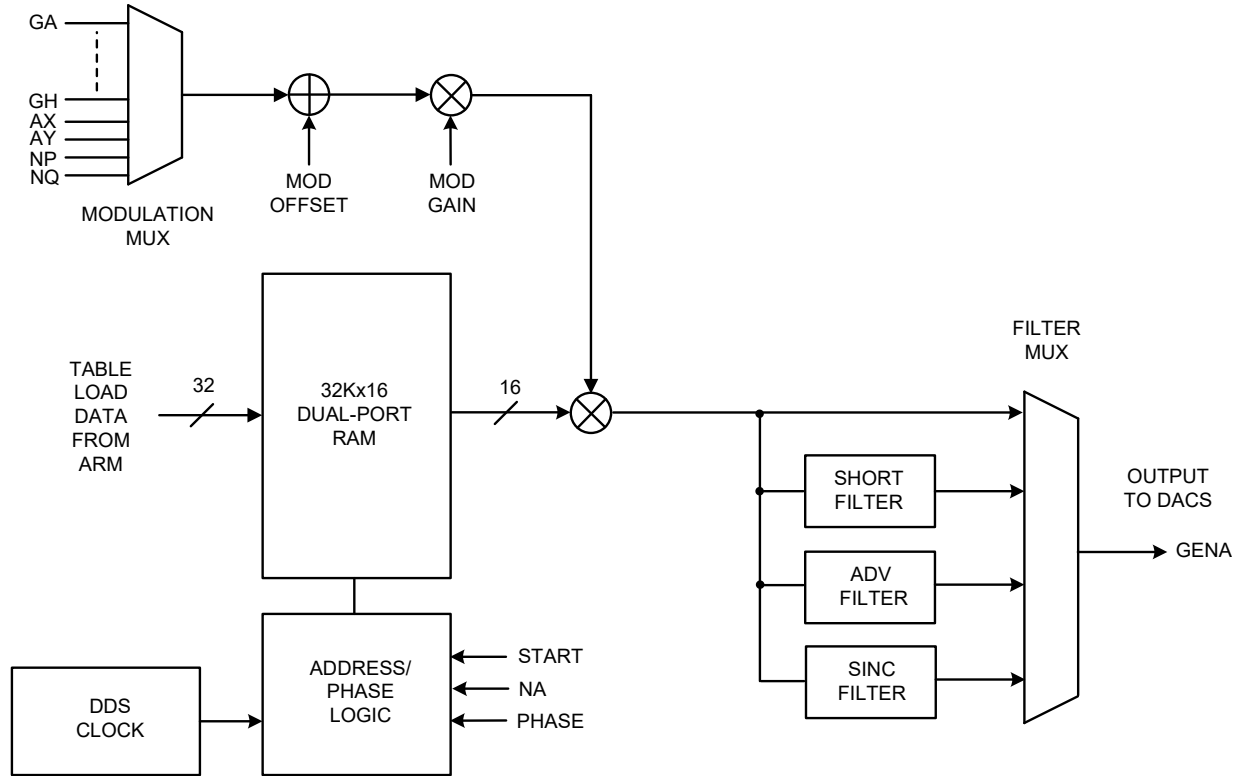 GA
GH
AX
AY
NP
NQ
MODULATION
MUX
MOD
OFFSET
MOD
GAIN
TABLE
LOAD
DATA
FROM
ARM
32
32Kx16
DUAL-PORT
RAM
16
FILTER
MUX
SHORT
FILTER
ADV
FILTER
SINC
FILTER
OUTPUT
TO DACS
GENA
DDS
CLOCK
ADDRESS/
PHASE
LOGIC
START
NA
PHASE